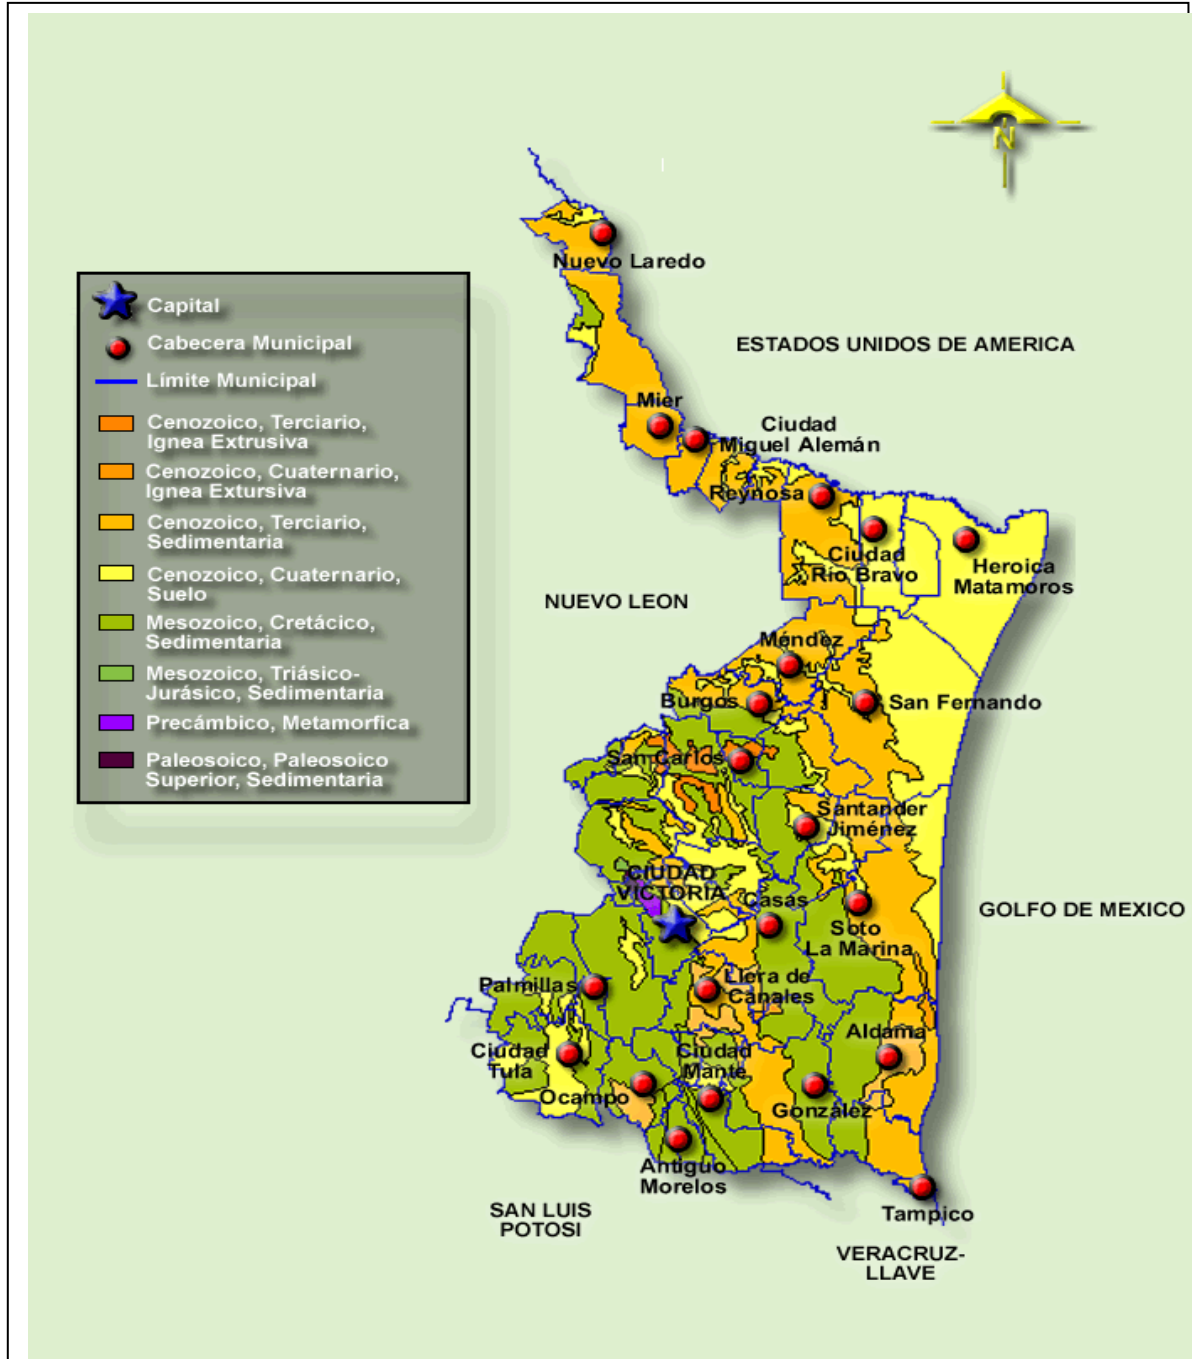 N
Nuevo Laredo
Capital
Cabecera Municipal
Límite Municipal
Cenozoico, Terciario,
Ignea Extrusiva
Cenozoico, Cuaternario,
Ignea Extursiva
Cenozoico, Terciario,
Sedimentaria
Cenozoico, Cuaternario,
Suelo
Mesozoico, Cretácico,
Sedimentaria
Mesozoico, Triásico-
Jurásico, Sedimentaria
Precámbico, Metamorfica
Paleosoico, Paleosoico
Superior, Sedimentaria
ESTADOS UNIDOS DE AMERICA
Mier
Ciudad
Miguel Alemán
Reynosa
Ciudad
Río Bravo
Heroica
Matamoros
NUEVO LEON
Méndez
Burgos
San Fernando
San Carlos
Santander
Jiménez
CIUDAD
VICTORIA
Casas
Soto
La Marina
GOLFO DE MEXICO
Palmillas
Llera de
Canales
Aldama
Ciudad
Tula
Ciudad
Mante
Ocampo
González
Antiguo
Morelos
SAN LUIS
POTOSI
Tampico
VERACRUZ-
LLAVE